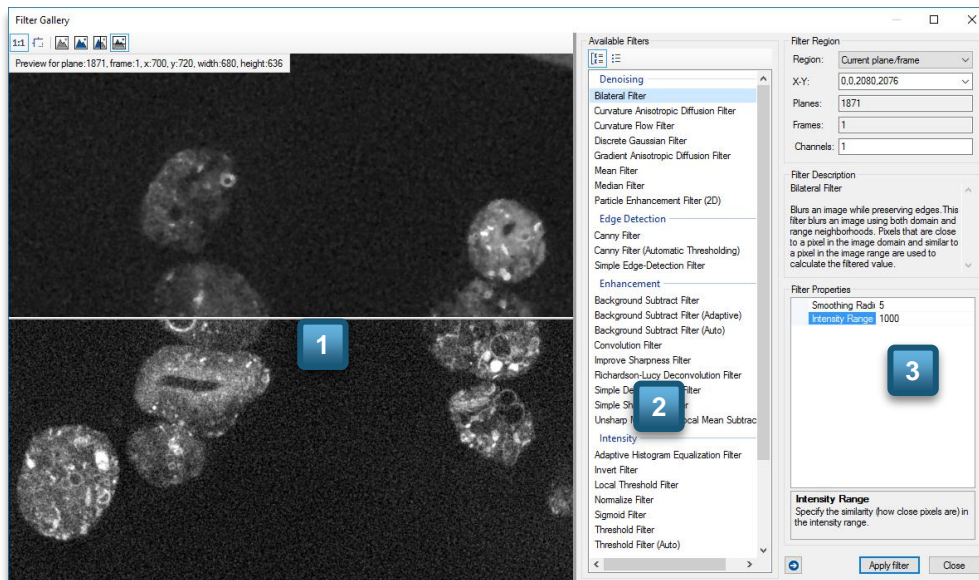 Filter Gallery
1:1
Preview for plane:1871, frame:1, x:700, y:720, width:680, height:636
1
Available Filters
Denoising
Bilateral Filter
Curvature Anisotropic Diffusion Filter
Curvature Flow Filter
Discrete Gaussian Filter
Gradient Anisotropic Diffusion Filter
Mean Filter
Median Filter
Particle Enhancement Filter (2D)
Edge Detection
Canny Filter
Canny Filter (Automatic Thresholding)
Simple Edge-Detection Filter
Enhancement
Background Subtract Filter
Background Subtract Filter (Adaptive)
Background Subtract Filter (Auto)
Convolution Filter
Improve Sharpness Filter
Richardson-Lucy Deconvolution Filter
Simple Filter
Simple
Unsharp Mean Subtrac
2
Intensity
Adaptive Histogram Equalization Filter
Invert Filter
Local Threshold Filter
Normalize Filter
Sigmoid Filter
Threshold Filter
Threshold Filter (Auto)
Filter Region
Region: Current plane/frame
X-Y: 0,0,2080,2076
Planes: 1871
Frames: 1
Channels: 1
Filter Description
Bilateral Filter
Blurs an image while preserving edges.This
filter blurs an image using both domain and
range neighborhoods. Pixels that are close
to a pixel in the image domain and similar to
a pixel in the image range are used to
calculate the filtered value.
Filter Properties
Smoothing Radi 5
Intensity Range 1000
3
Intensity Range
Specify the similarity (how close pixels are) in
the intensity range.
Apply filter Close